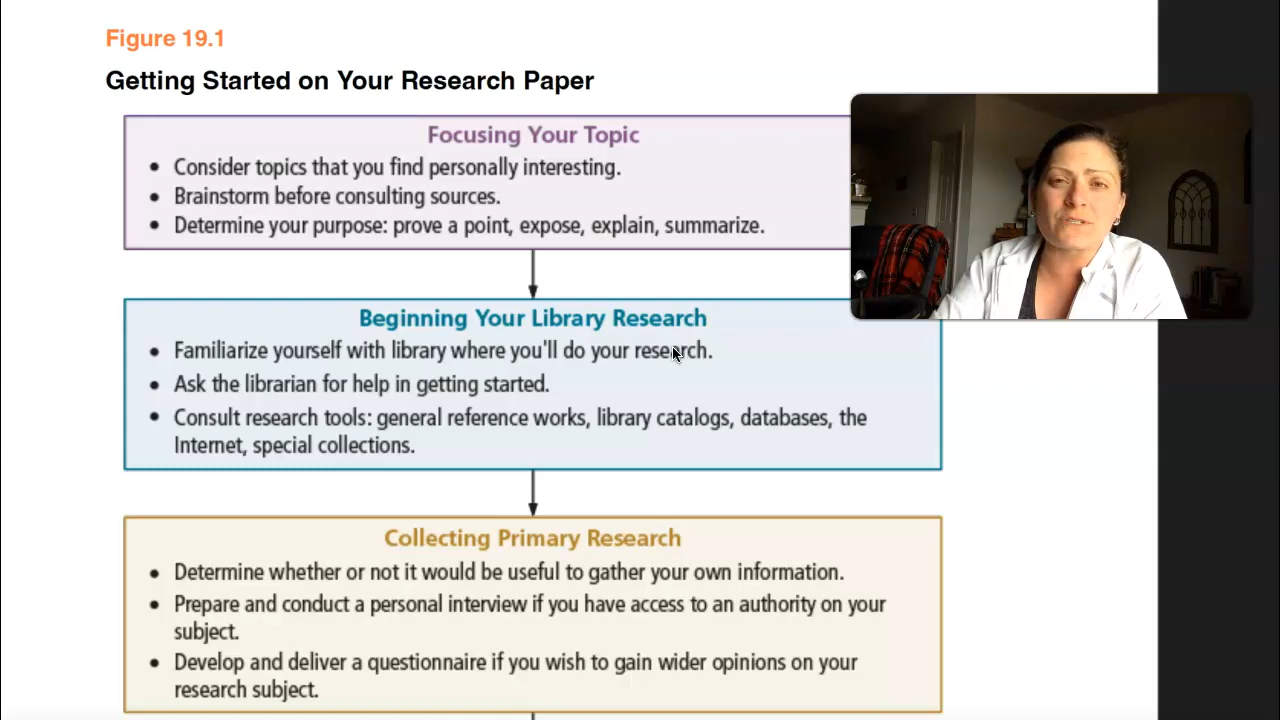 Figure 19.1
Getting Started on Your Research Paper
Focusing Your Topic
• Consider topics that you find personally interesting.
• Brainstorm before consulting sources.
• Determine your purpose: prove a point, expose, explain, summarize.
Beginning Your Library Research
• Familiarize yourself with library where you'll do your research.
• Ask the librarian for help in getting started.
• Consult research tools: general reference works, library catalogs, databases, the
Internet, special collections.
Collecting Primary Research
• Determine whether or not it would be useful to gather your own information.
• Prepare and conduct a personal interview if you have access to an authority on your
subject.
• Develop and deliver a questionnaire if you wish to gain wider opinions on your
research subject.